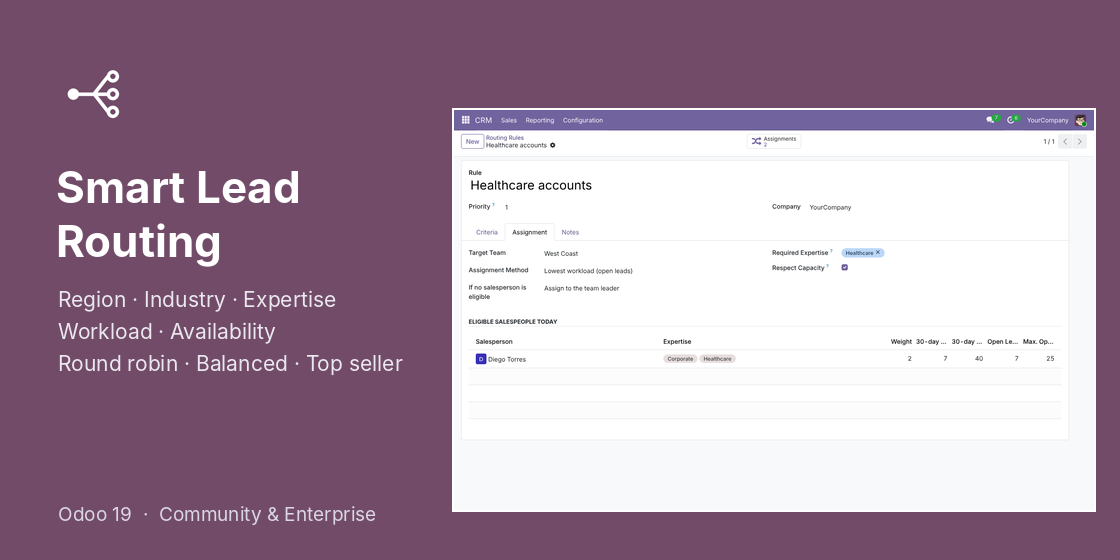 Smart Lead
Routing
Region · Industry · Expertise
Workload · Availability
Round robin · Balanced · Top seller
Odoo 19 · Community & Enterprise
CRM Sales Reporting Configuration 7 6 YourCompany
New Routing Rules
Healthcare accounts
Assignments
2
1 / 1
Rule
Healthcare accounts
Priority ? 1
Company YourCompany
Criteria Assignment Notes
Target Team West Coast
Required Expertise ? Healthcare ✕
Assignment Method Lowest workload (open leads)
Respect Capacity ?
If no salesperson is
eligible
Assign to the team leader
ELIGIBLE SALESPEOPLE TODAY
Salesperson Expertise Weight 30-day ... 30-day ... Open Le... Max. Op...
D Diego Torres Corporate Healthcare 2 7 40 7 25